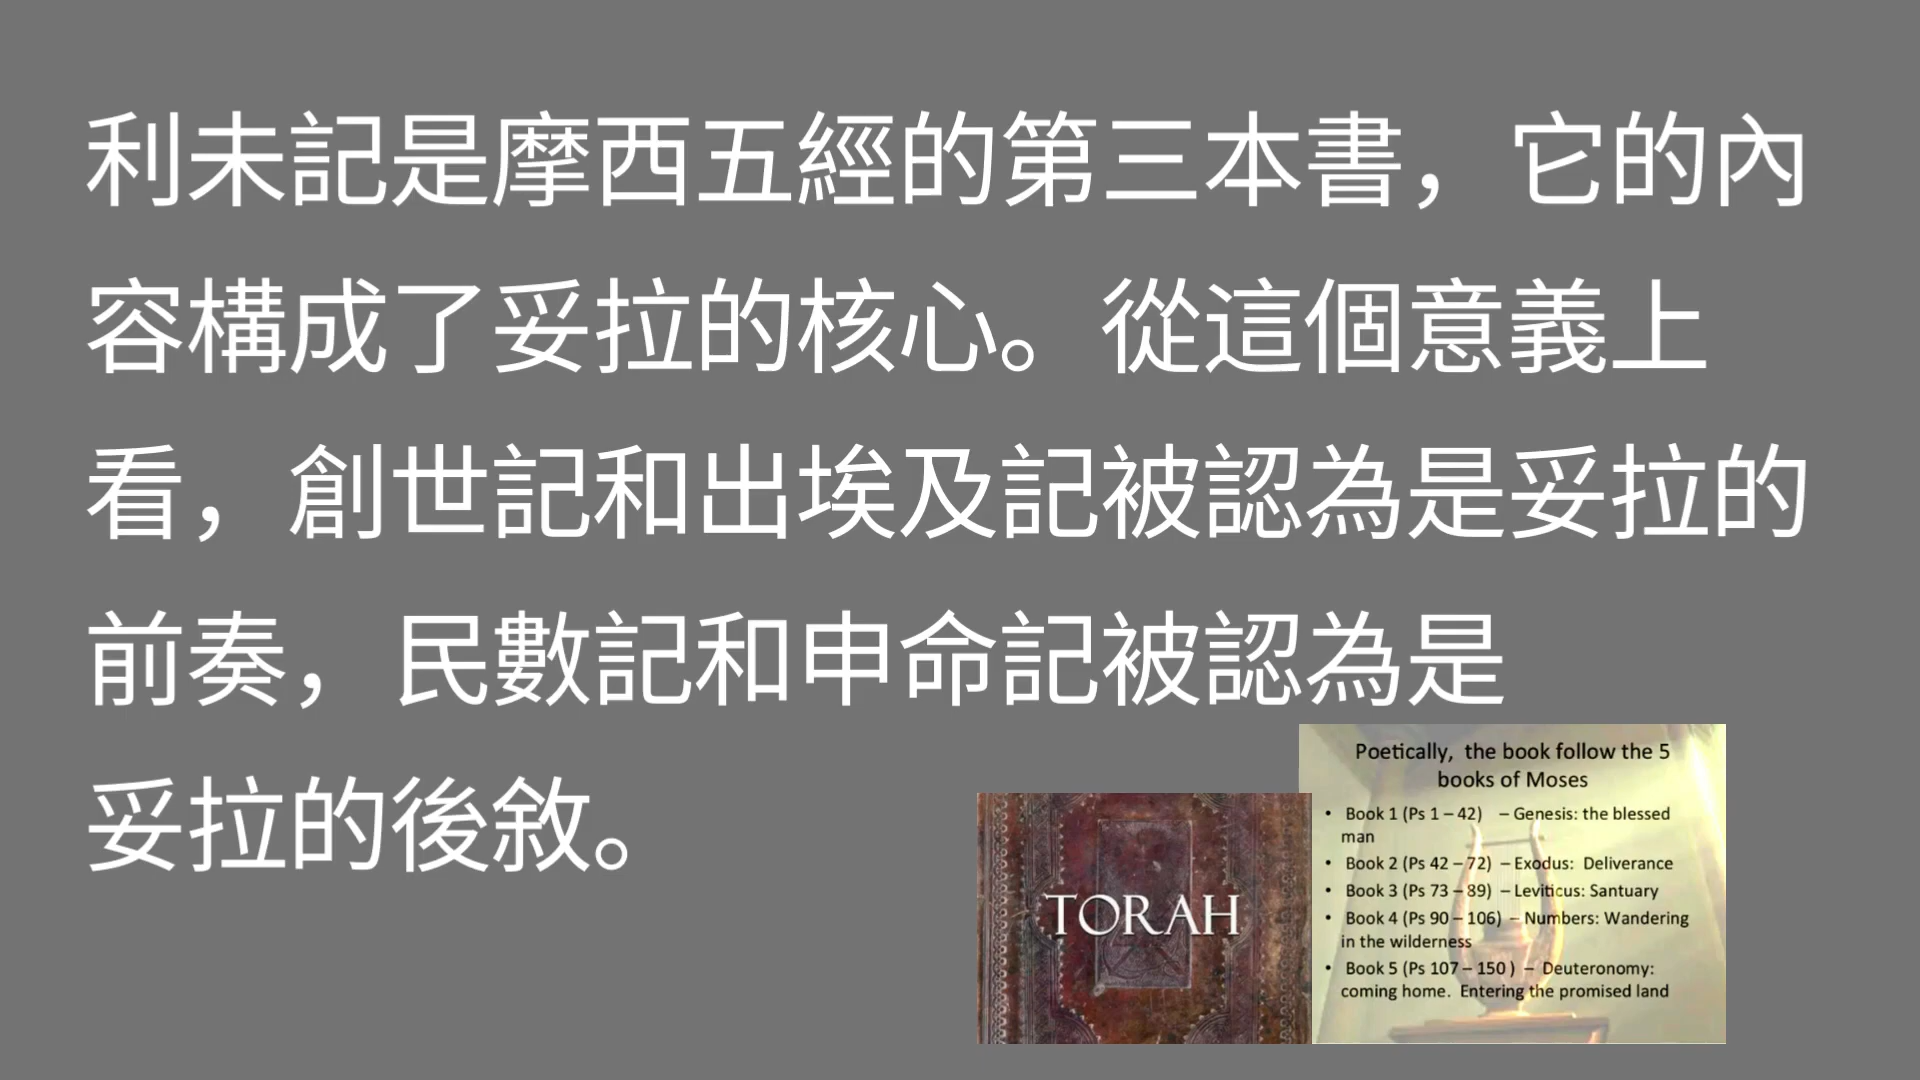 利未記是摩西五經的第三本書，它的內
容構成了妥拉的核心。從這個意義上
看，創世記和出埃及記被認為是妥拉的
前奏，民數記和申命記被認為是
妥拉的後敘。
TORAH
Poetically, the book follow the 5
books of Moses
• Book 1 (Ps 1 – 42) – Genesis: the blessed
man
• Book 2 (Ps 42 – 72) – Exodus: Deliverance
• Book 3 (Ps 73 – 89) – Leviticus: Santuary
• Book 4 (Ps 90 – 106) – Numbers: Wandering
in the wilderness
• Book 5 (Ps 107 – 150 ) – Deuteronomy:
coming home. Entering the promised land